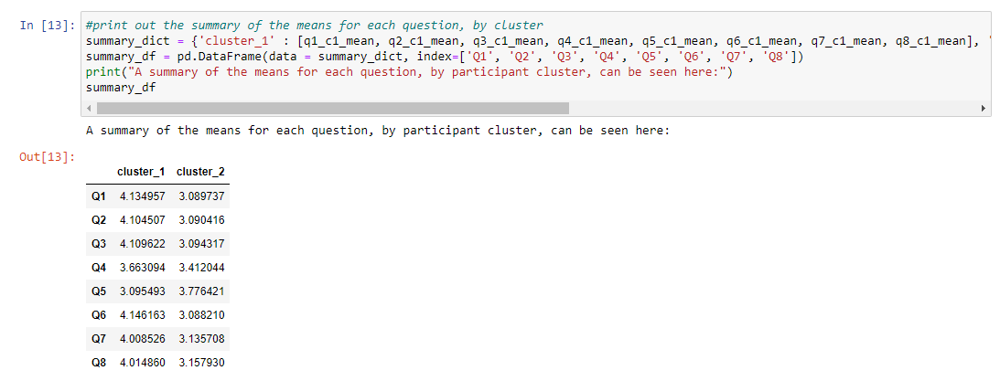 In [13]: #print out the summary of the means for each question, by cluster
summary_dict = {'cluster_1' : [q1_c1_mean, q2_c1_mean, q3_c1_mean, q4_c1_mean, q5_c1_mean, q6_c1_mean, q7_c1_mean, q8_c1_mean], '
summary_df = pd.DataFrame(data = summary_dict, index=['Q1', 'Q2', 'Q3', 'Q4', 'Q5', 'Q6', 'Q7', 'Q8'])
print("A summary of the means for each question, by participant cluster, can be seen here:")
summary_df
A summary of the means for each question, by participant cluster, can be seen here:
Out[13]:
cluster_1 cluster_2
Q1 4.134957 3.089737
Q2 4.104507 3.090416
Q3 4.109622 3.094317
Q4 3.663094 3.412044
Q5 3.095493 3.776421
Q6 4.146163 3.088210
Q7 4.008526 3.135708
Q8 4.014860 3.157930